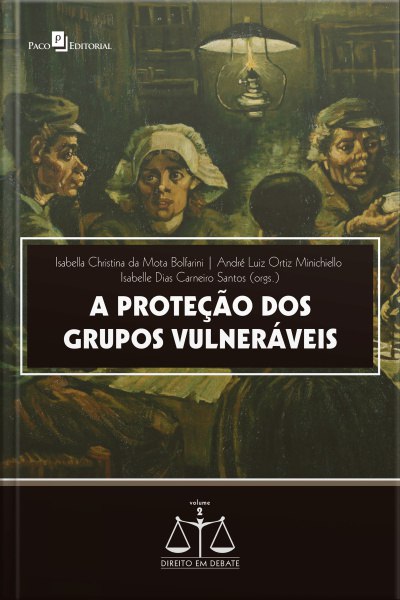 PACO P EDITORIAL
Isabella Christina da Mota Bolfarini | André Luiz Ortiz Minichiello
Isabelle Dias Carneiro Santos (orgs.)
A PROTEÇÃO DOS
GRUPOS VULNERÁVEIS
volume
2
DIREITO EM DEBATE